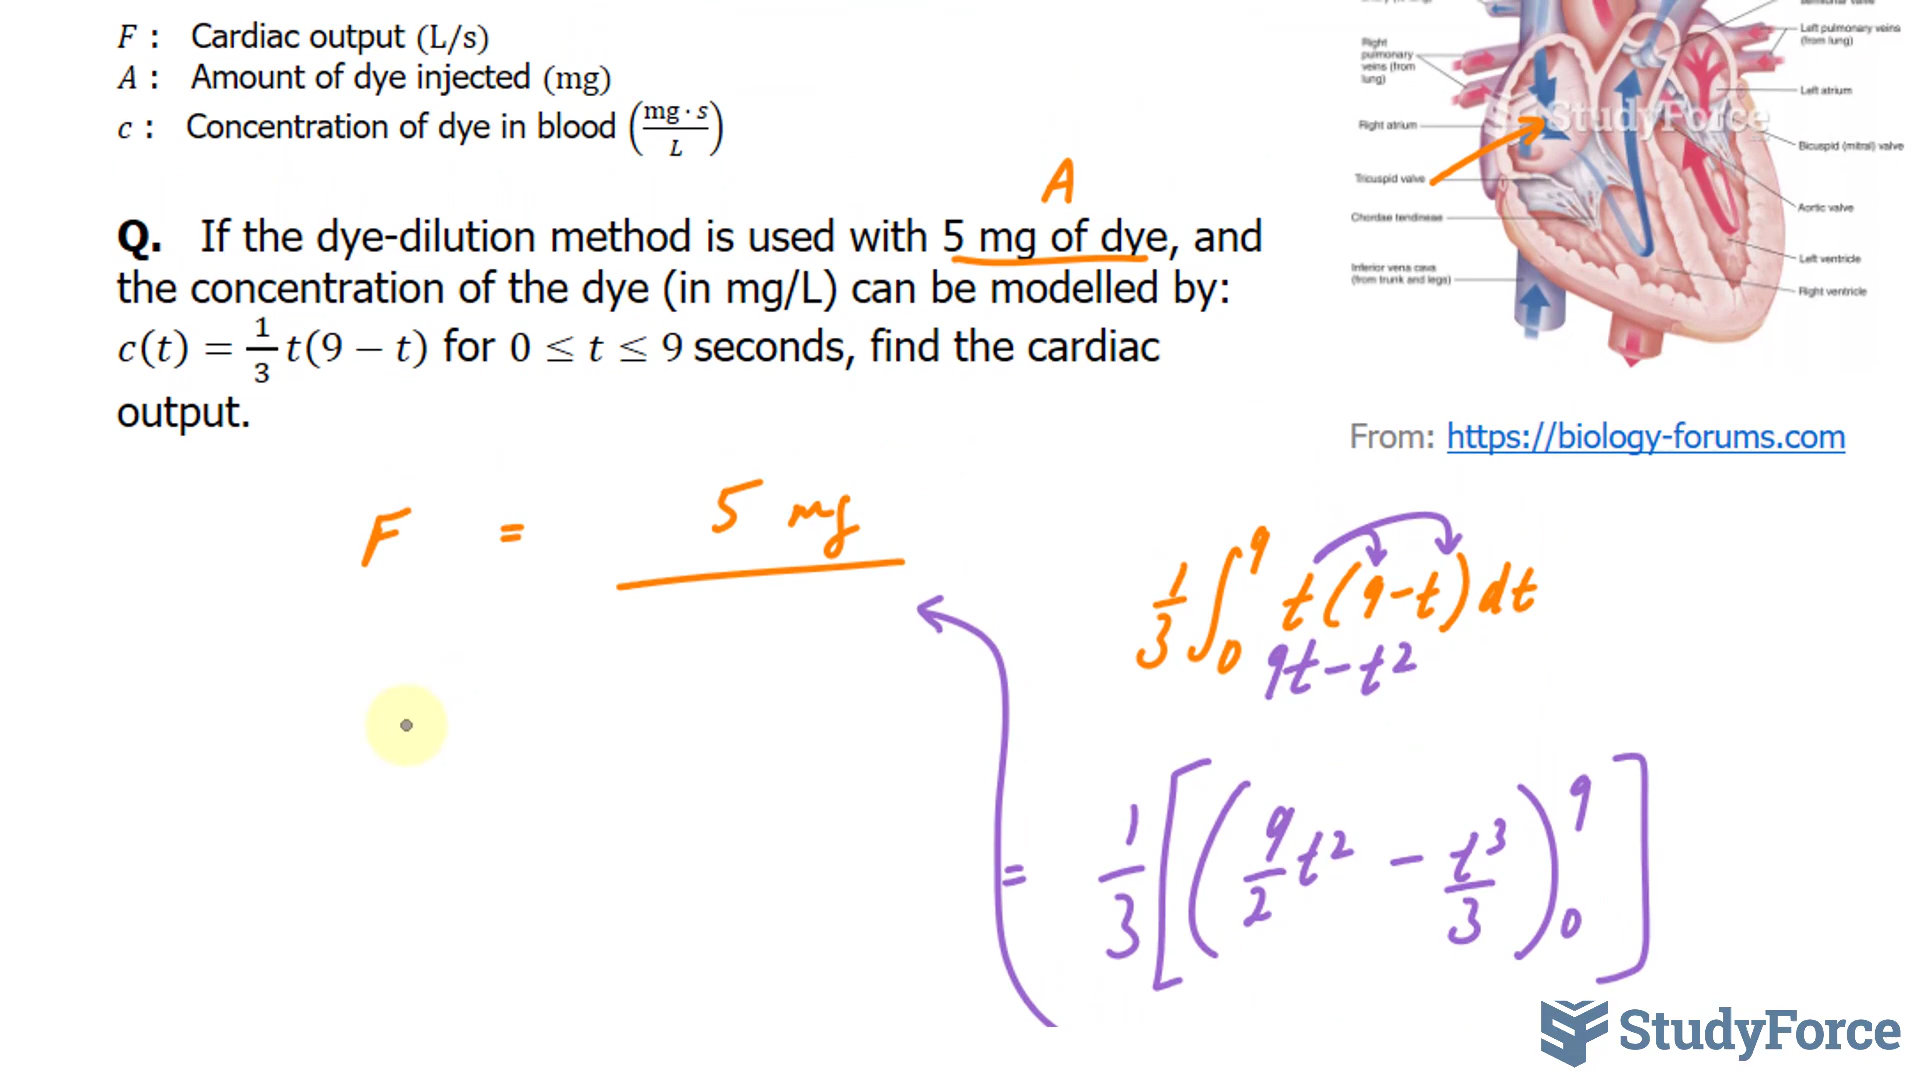 F : Cardiac output (L/s)
A : Amount of dye injected (mg)
c : Concentration of dye in blood (mg · s / L)
Q. If the dye-dilution method is used with 5 mg of dye, and
the concentration of the dye (in mg/L) can be modelled by:
c(t) = 1/3 t(9 − t) for 0 ≤ t ≤ 9 seconds, find the cardiac
output.
A
Right
pulmonary
veins (from
lung)
Right atrium
Tricuspid valve
Chordae tendineae
Inferior vena cava
(from trunk and legs)
StudyForce
Left pulmonary veins
(from lung)
Left atrium
Bicuspid (mitral) valve
Aortic valve
Left ventricle
Right ventricle
From: https://biology-forums.com
F = 5 mg
1/3 ∫₀⁹ t(9-t)dt
9t-t²
= 1/3 [(9/2 t² - t³/3)₀⁹]
StudyForce